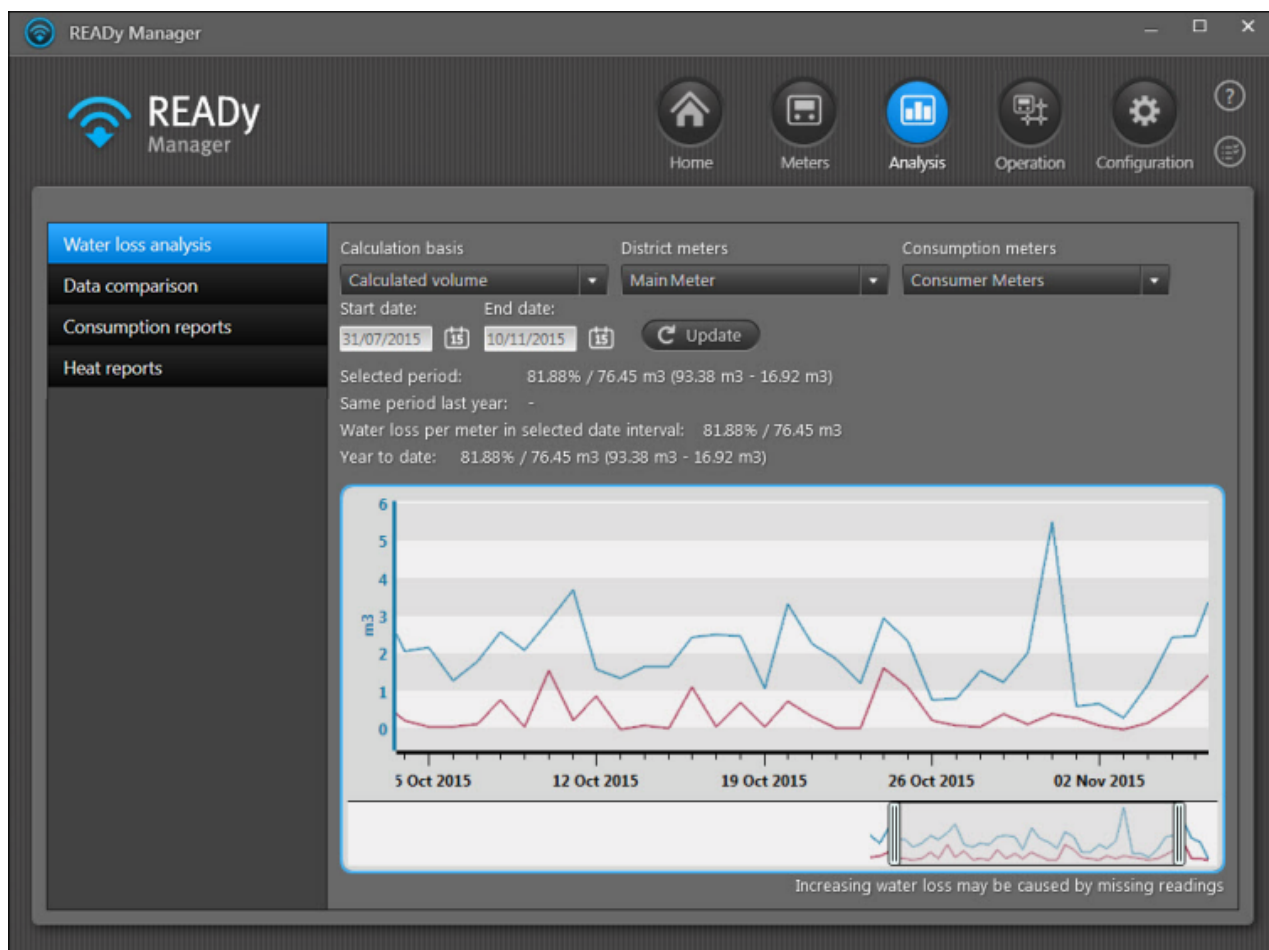 READy Manager
READy
Manager
Home
Meters
Analysis
Operation
Configuration
?
Water loss analysis
Data comparison
Consumption reports
Heat reports
Calculation basis
District meters
Consumption meters
Calculated volume
Main Meter
Consumer Meters
Start date:
End date:
31/07/2015
15
10/11/2015
15
Update
Selected period: 81.88% / 76.45 m3 (93.38 m3 - 16.92 m3)
Same period last year: -
Water loss per meter in selected date interval: 81.88% / 76.45 m3
Year to date: 81.88% / 76.45 m3 (93.38 m3 - 16.92 m3)
6
5
4
3
2
1
0
m3
5 Oct 2015
12 Oct 2015
19 Oct 2015
26 Oct 2015
02 Nov 2015
Increasing water loss may be caused by missing readings